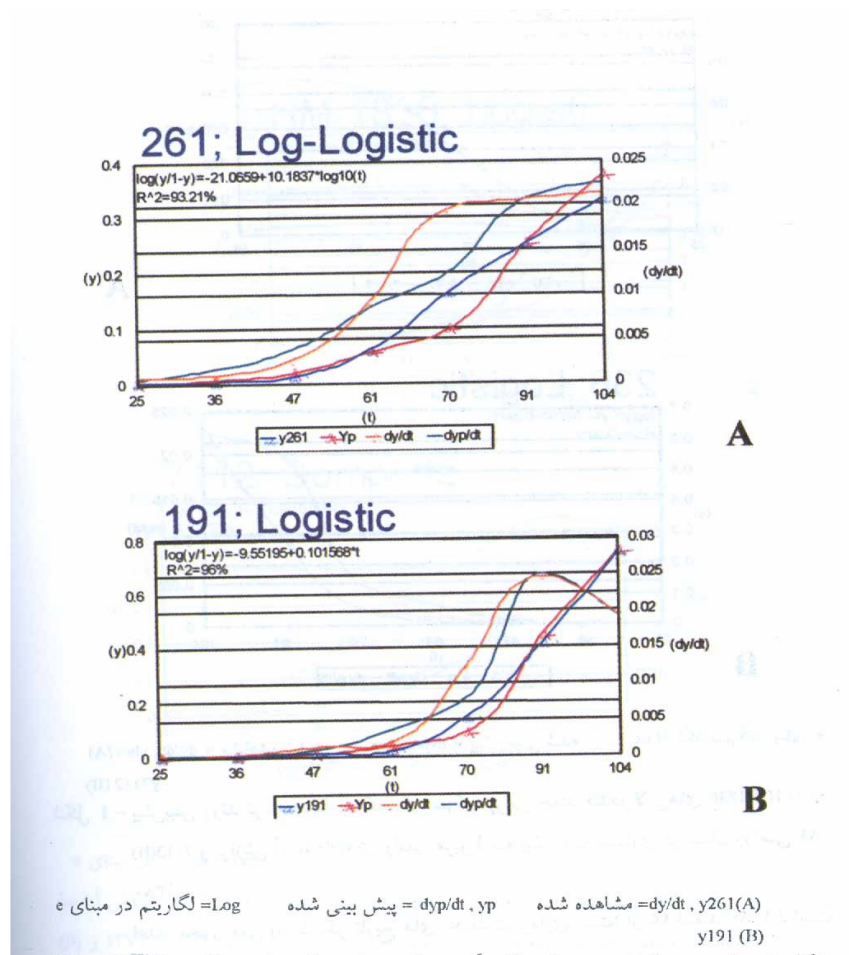 261; Log-Logistic
log(y/1-y)=-21.0659+10.1837*log10(t)
R^2=93.21%
0.4
0.3
(y) 0.2
0.1
0
0.025
0.02
0.015
(dy/dt)
0.01
0.005
0
25 36 47 61 70 91 104
(t)
y261 Yp dy/dt dyp/dt
A
191; Logistic
log(y/1-y)=-9.55195+0.101568*t
R^2=96%
0.8
0.6
(y)0.4
0.2
0
0.03
0.025
0.02
0.015 (dy/dt)
0.01
0.005
0
25 36 47 61 70 91 104
(t)
y191 Yp dy/dt dyp/dt
B
dy/dt , y261(A)= مشاهده شده dyp/dt , yp = پیش بینی شده Log= لگاریتم در مبنای e
y191 (B)